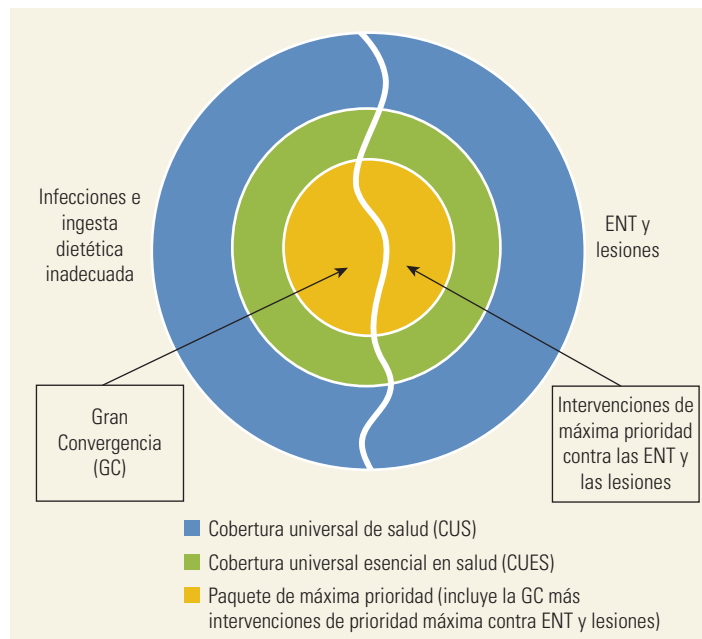 Infecciones e
ingesta
dietética
inadecuada
ENT y
lesiones
Gran
Convergencia
(GC)
Intervenciones de
máxima prioridad
contra las ENT y
las lesiones
Cobertura universal de salud (CUS)
Cobertura universal esencial en salud (CUES)
Paquete de máxima prioridad (incluye la GC más
intervenciones de prioridad máxima contra ENT y lesiones)